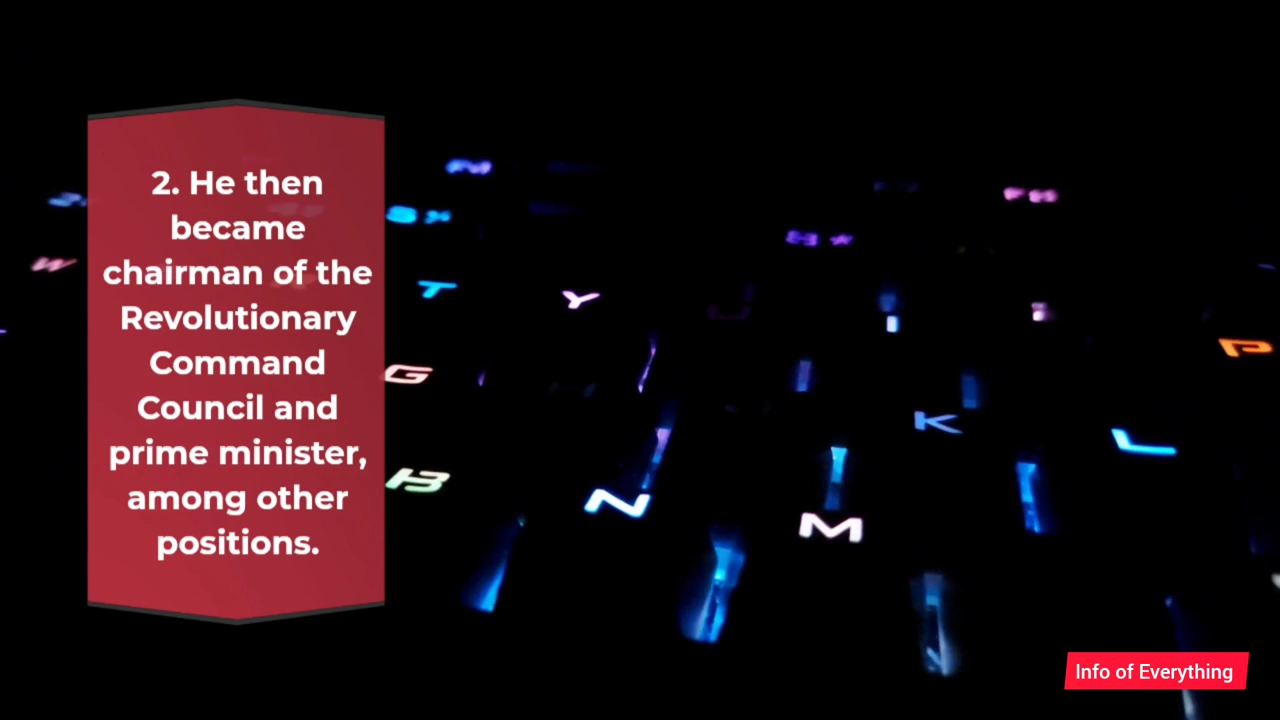 2. He then
became
chairman of the
Revolutionary
Command
Council and
prime minister,
among other
positions.
W
T
Y
I
P
G
K
L
B
N
M
Info of Everything